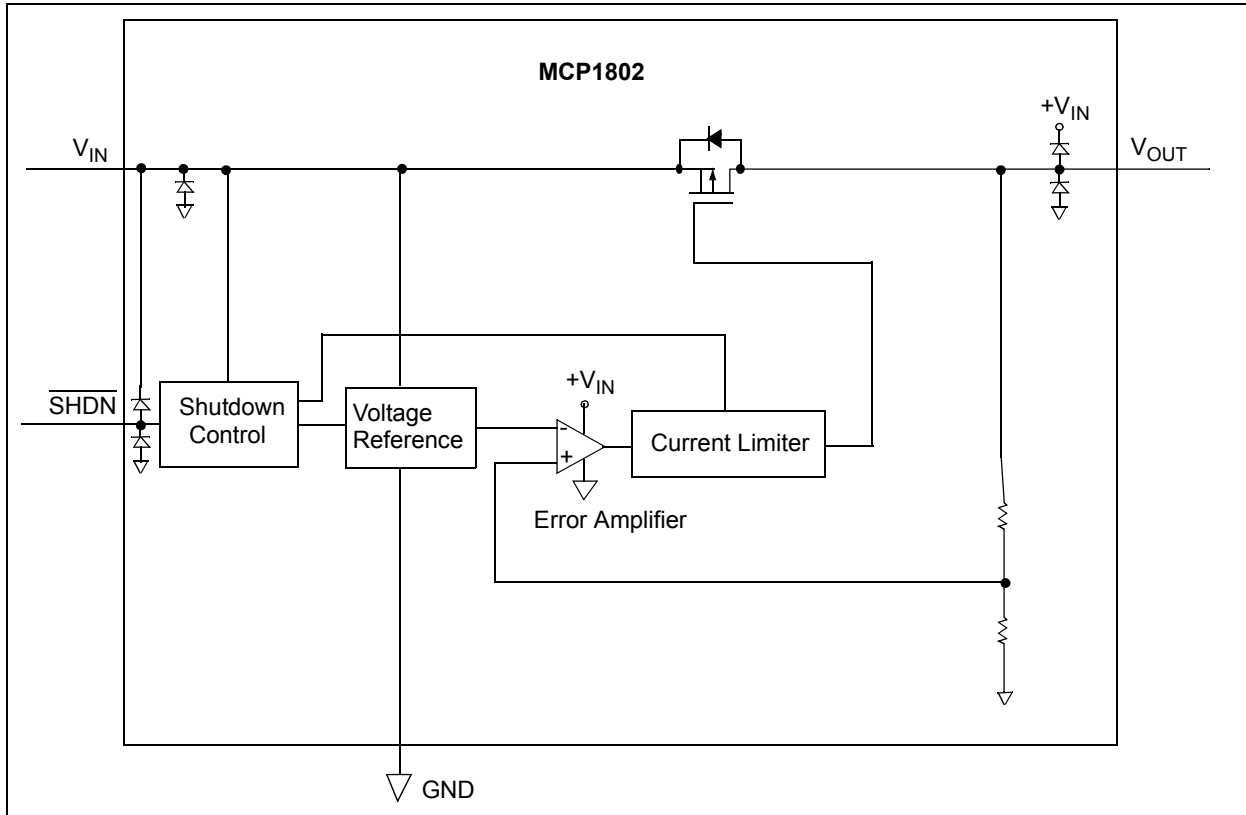 MCP1802
+VIN
VIN
VOUT
SHDN
Shutdown
Control
Voltage
Reference
+VIN
-
+
Current Limiter
Error Amplifier
GND